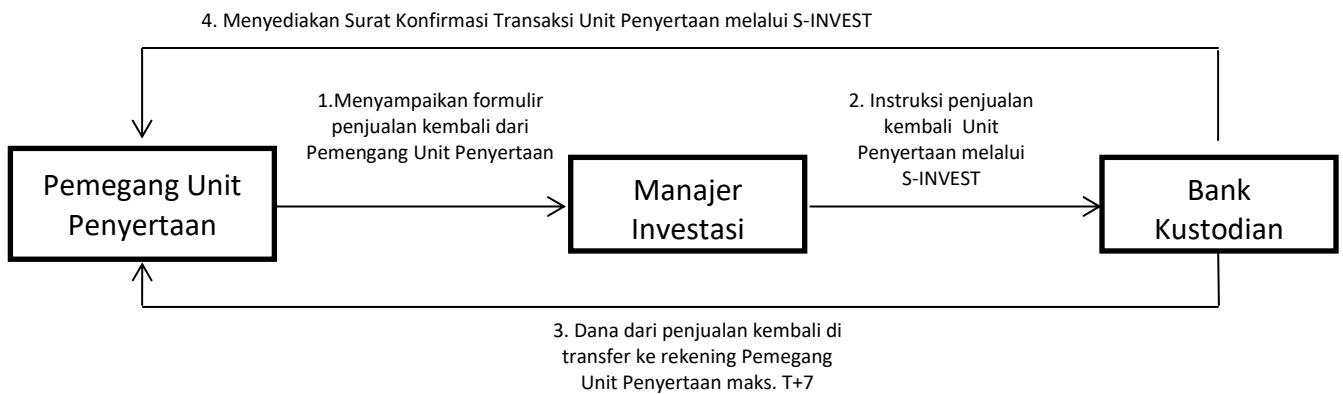 4. Menyediakan Surat Konfirmasi Transaksi Unit Penyertaan melalui S-INVEST
1.Menyampaikan formulir
penjualan kembali dari
Pemengang Unit Penyertaan
2. Instruksi penjualan
kembali Unit
Penyertaan melalui
S-INVEST
Pemegang Unit
Penyertaan
Manajer
Investasi
Bank
Kustodian
3. Dana dari penjualan kembali di
transfer ke rekening Pemegang
Unit Penyertaan maks. T+7